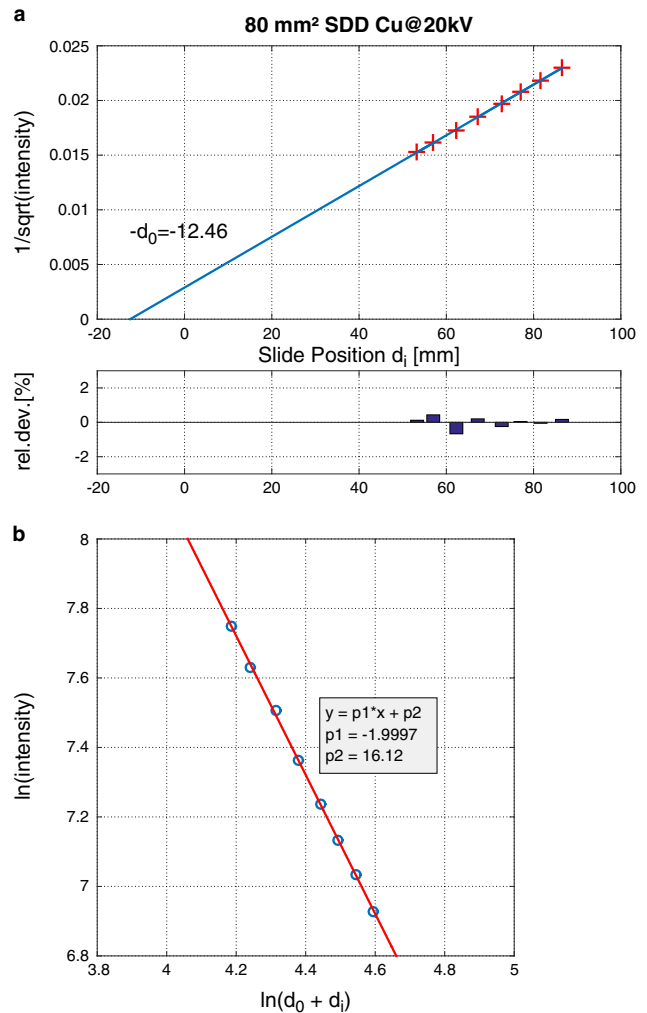 a
80 mm² SDD Cu@20kV
1/sqrt(intensity)
0.025
0.02
0.015
0.01
0.005
0
-d₀=-12.46
-20 0 20 40 60 80 100
Slide Position dᵢ [mm]
rel.dev.[%]
2
0
-2
-20 0 20 40 60 80 100
b
ln(intensity)
8
7.8
7.6
7.4
7.2
7
6.8
y = p1*x + p2
p1 = -1.9997
p2 = 16.12
3.8 4 4.2 4.4 4.6 4.8 5
ln(d₀ + dᵢ)